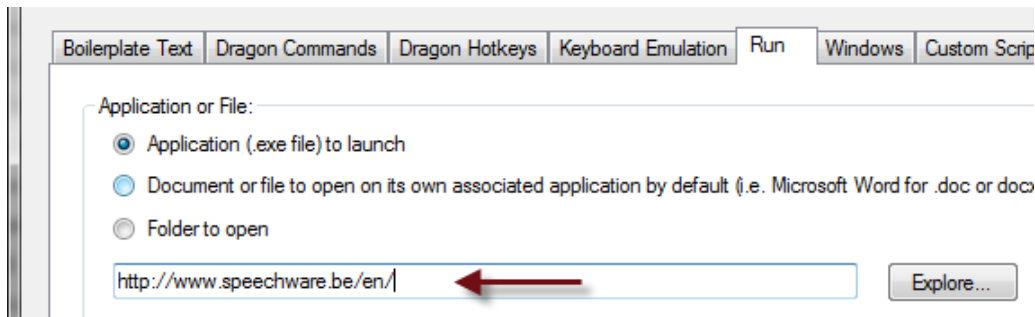 Boilerplate Text Dragon Commands Dragon Hotkeys Keyboard Emulation Run Windows Custom Scrip
Application or File:
Application (.exe file) to launch
Document or file to open on its own associated application by default (i.e. Microsoft Word for .doc or docx
Folder to open
http://www.speechware.be/en/ Explore...